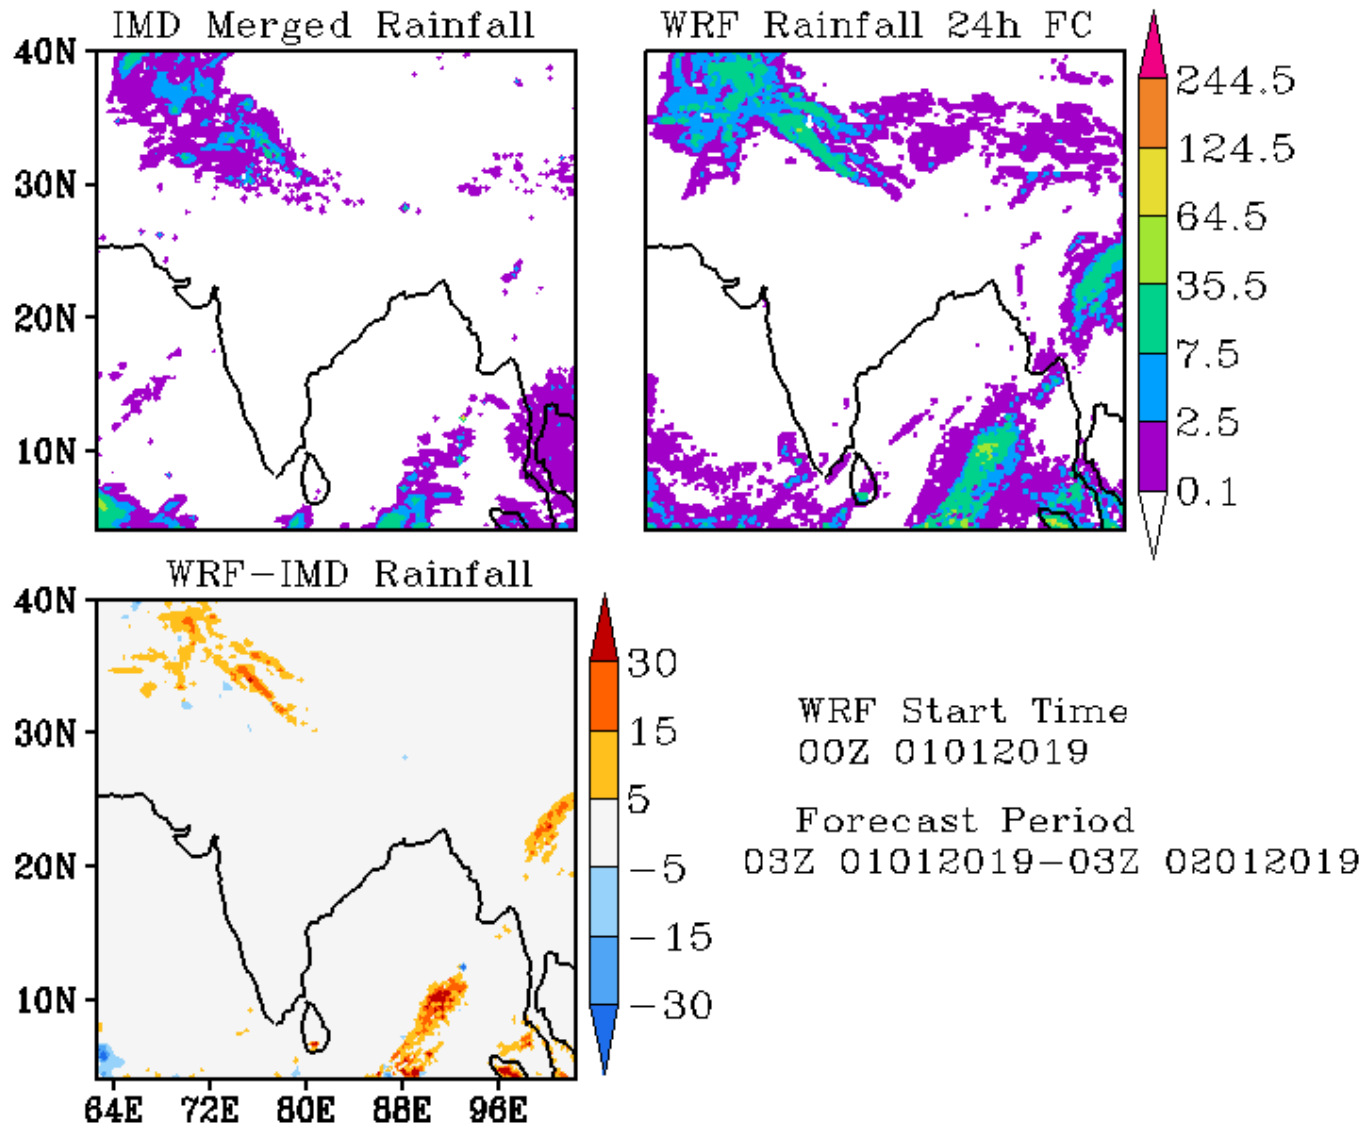 IMD Merged Rainfall
WRF Rainfall 24h FC
40N
30N
20N
10N
244.5
124.5
64.5
35.5
7.5
2.5
0.1
WRF-IMD Rainfall
40N
30N
20N
10N
64E 72E 80E 88E 96E
30
15
5
-5
-15
-30
WRF Start Time
00Z 01012019
Forecast Period
03Z 01012019-03Z 02012019